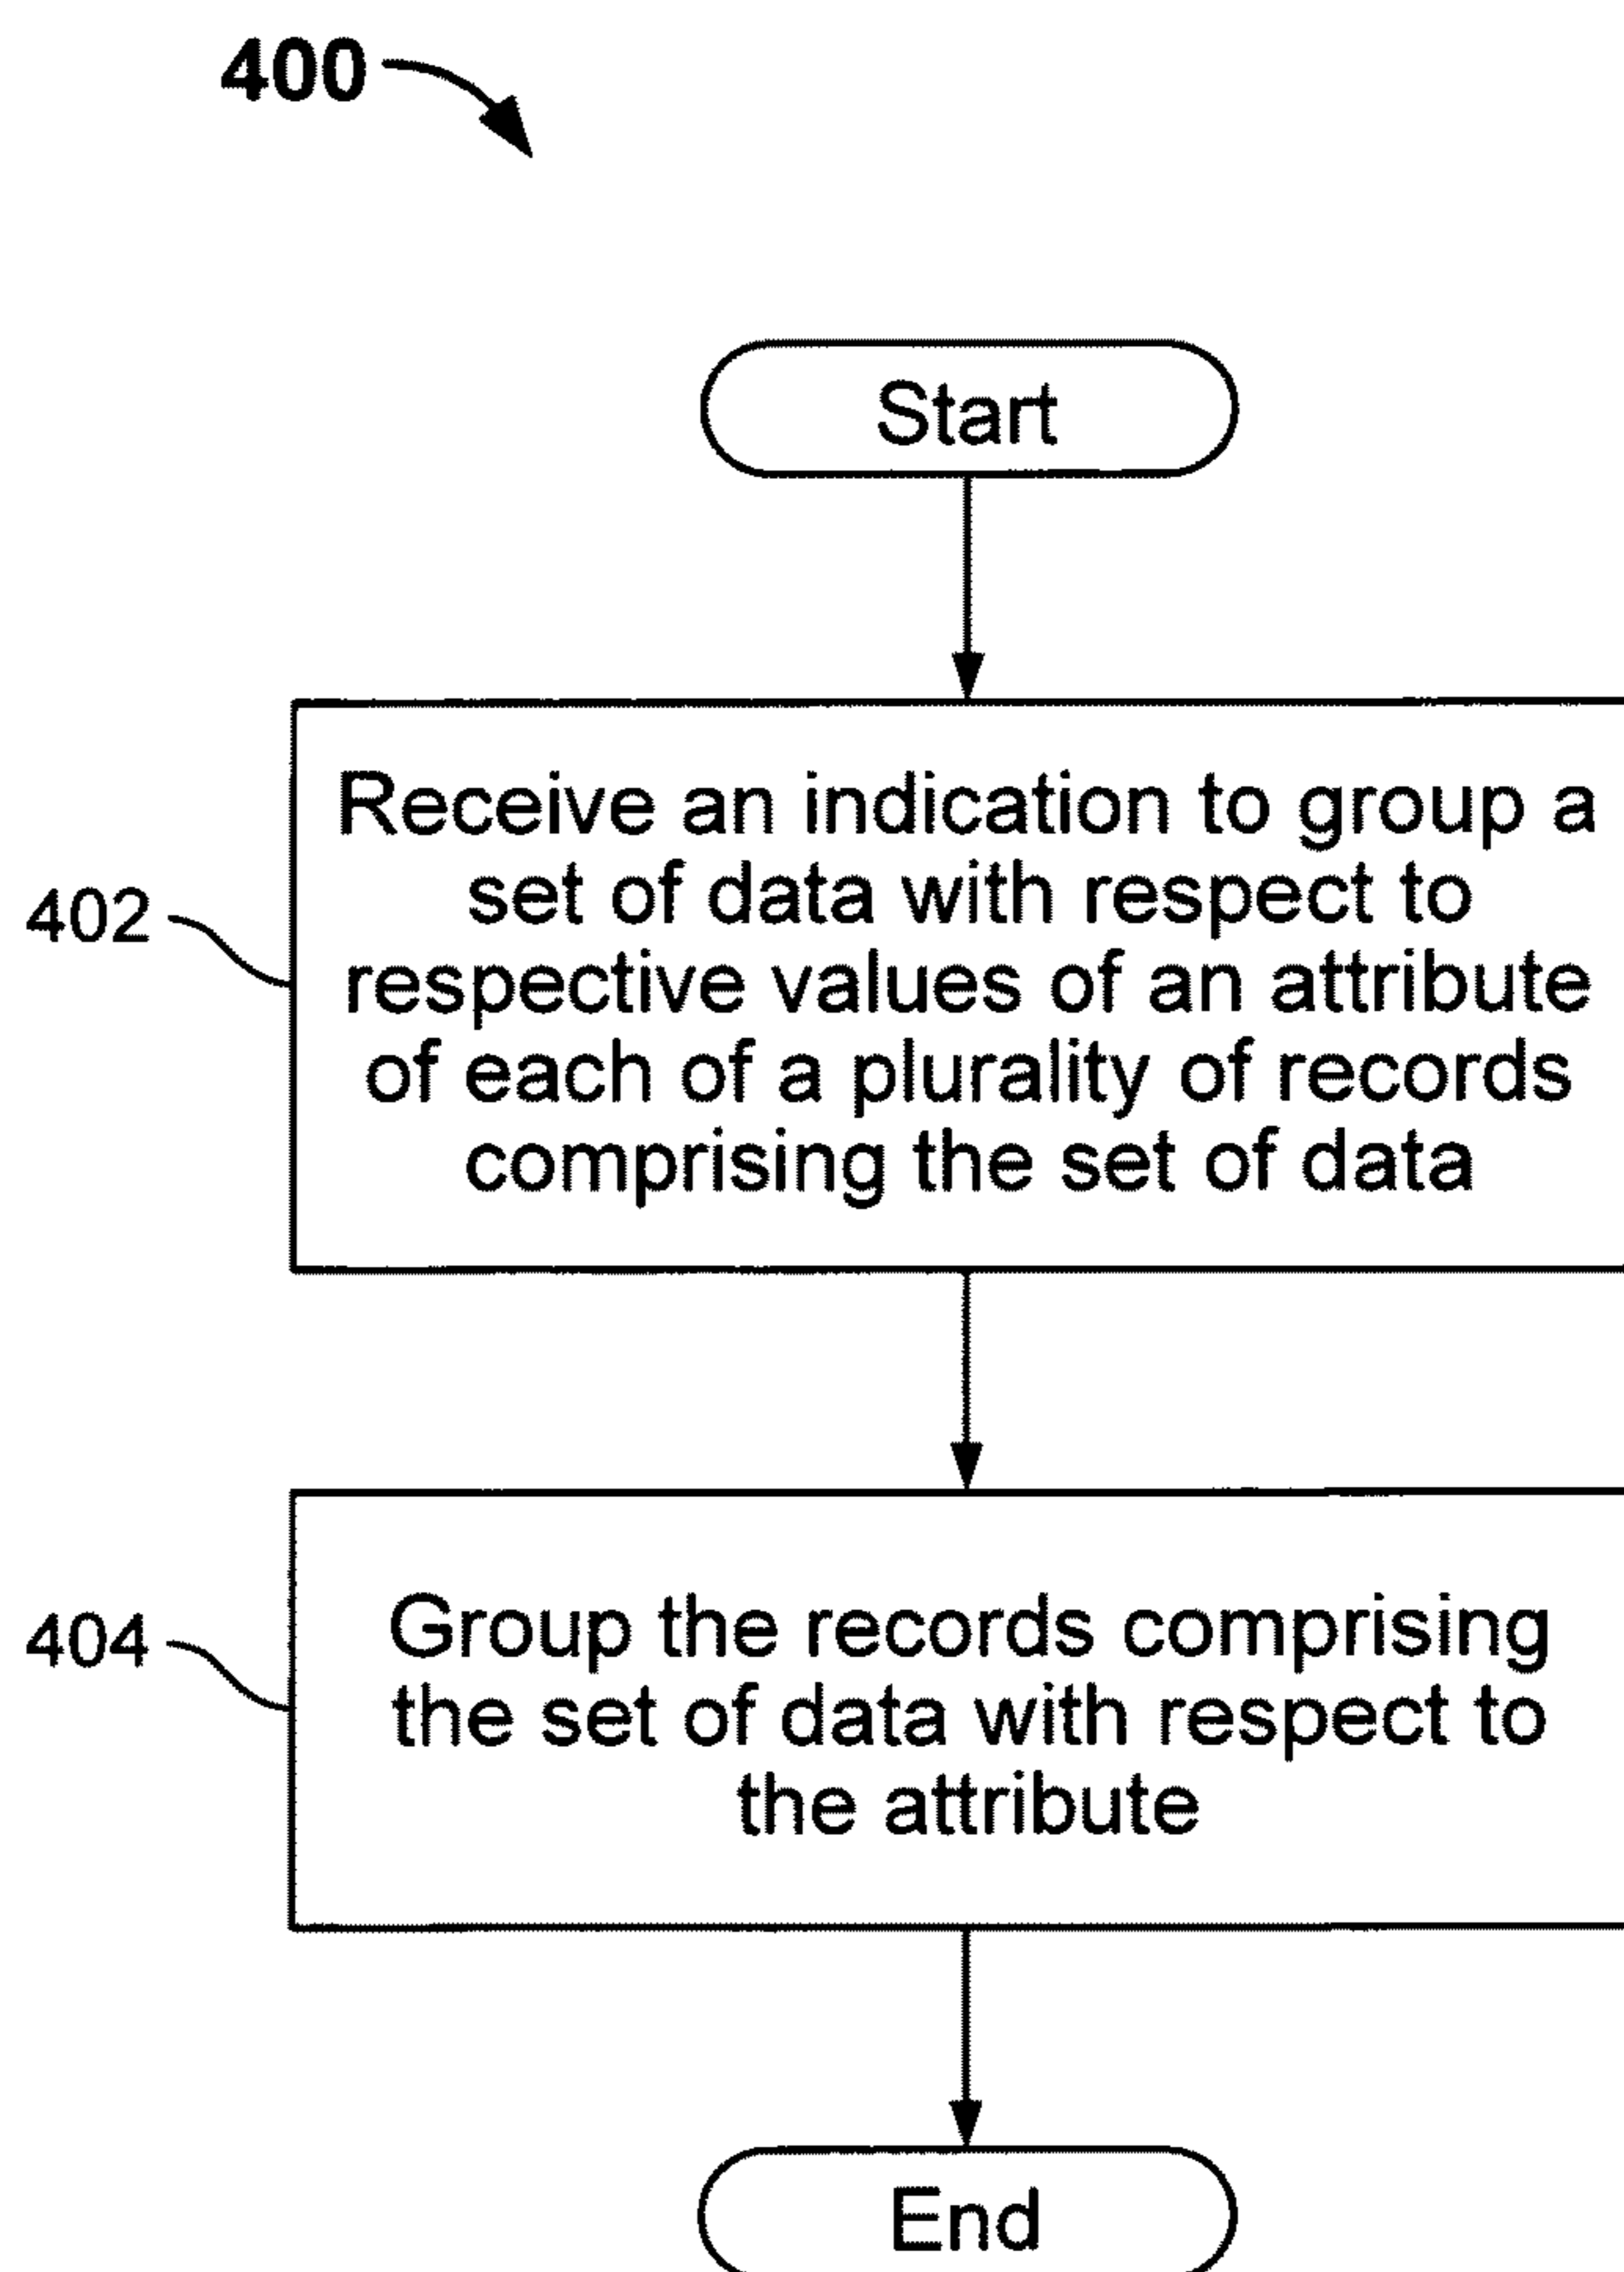 400
Start
402
Receive an indication to group a
set of data with respect to
respective values of an attribute
of each of a plurality of records
comprising the set of data
404
Group the records comprising
the set of data with respect to
the attribute
End